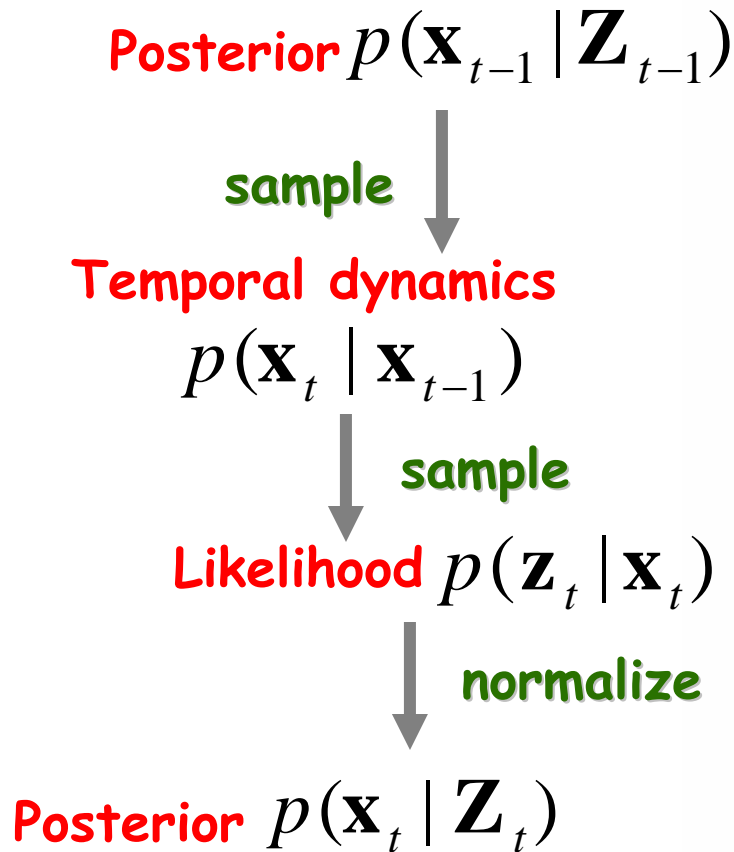 Posterior p(x_{t−1} | Z_{t−1})
sample
Temporal dynamics
p(x_t | x_{t−1})
sample
Likelihood p(z_t | x_t)
normalize
Posterior p(x_t | Z_t)